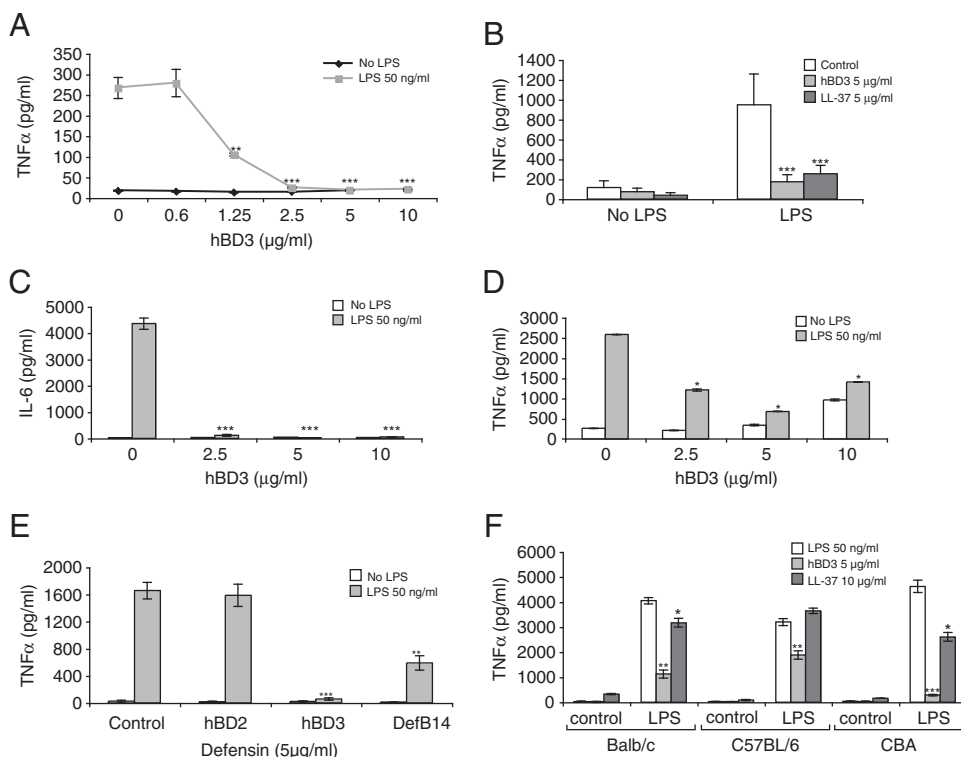 A
TNFα (pg/ml)
350
300
250
200
150
100
50
0
No LPS
LPS 50 ng/ml
**
***
***
***
0 0.6 1.25 2.5 5 10
hBD3 (μg/ml)
B
TNFα (pg/ml)
1400
1200
1000
800
600
400
200
0
Control
hBD3 5 μg/ml
LL-37 5 μg/ml
***
***
No LPS LPS
C
IL-6 (pg/ml)
5000
4000
3000
2000
1000
0
No LPS
LPS 50 ng/ml
***
***
***
0 2.5 5 10
hBD3 (μg/ml)
D
TNFα (pg/ml)
3000
2500
2000
1500
1000
500
0
No LPS
LPS 50 ng/ml
*
*
*
0 2.5 5 10
hBD3 (μg/ml)
E
TNFα (pg/ml)
2000
1600
1200
800
400
0
No LPS
LPS 50 ng/ml
***
**
Control hBD2 hBD3 DefB14
Defensin (5μg/ml)
F
TNFα (pg/ml)
6000
5000
4000
3000
2000
1000
0
LPS 50 ng/ml
hBD3 5 μg/ml
LL-37 10 μg/ml
**
*
**
***
*
control LPS control LPS control LPS
Balb/c C57BL/6 CBA